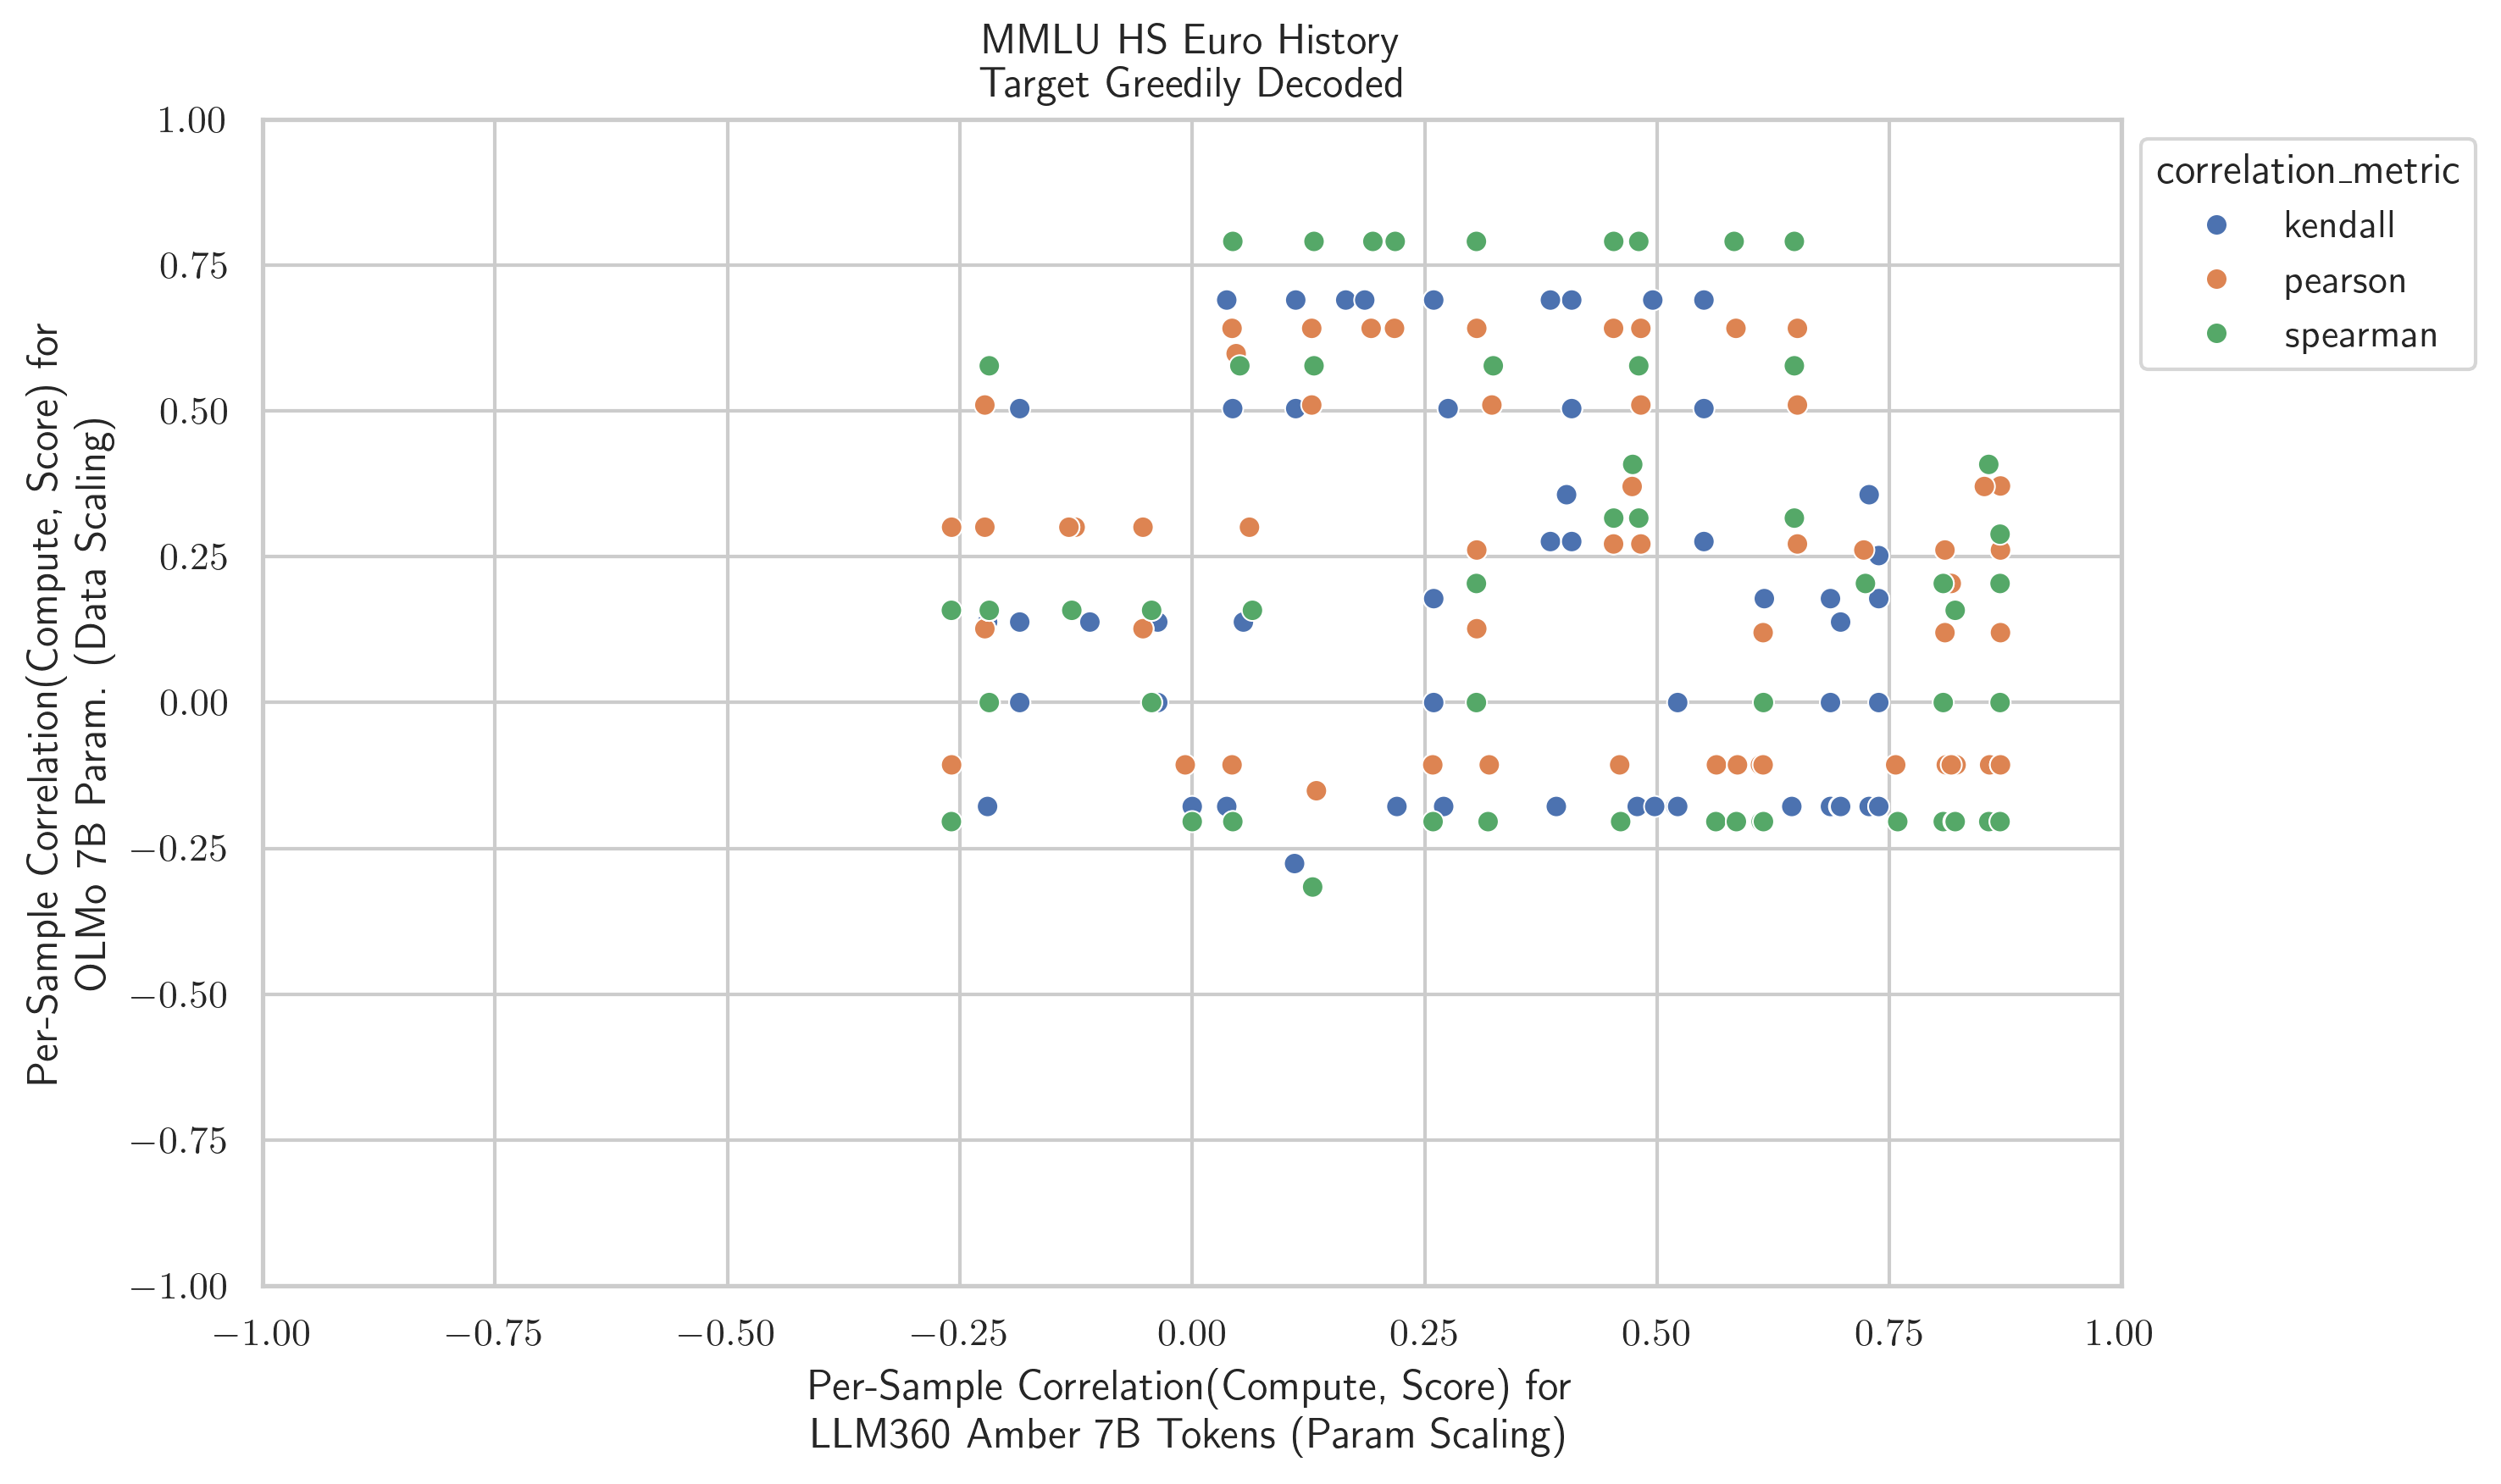 MMLU HS Euro History
Target Greedily Decoded
1.00
0.75
0.50
0.25
0.00
−0.25
−0.50
−0.75
−1.00
Per-Sample Correlation(Compute, Score) for
OLMo 7B Param. (Data Scaling)
correlation_metric
kendall
pearson
spearman
−1.00
−0.75
−0.50
−0.25
0.00
0.25
0.50
0.75
1.00
Per-Sample Correlation(Compute, Score) for
LLM360 Amber 7B Tokens (Param Scaling)